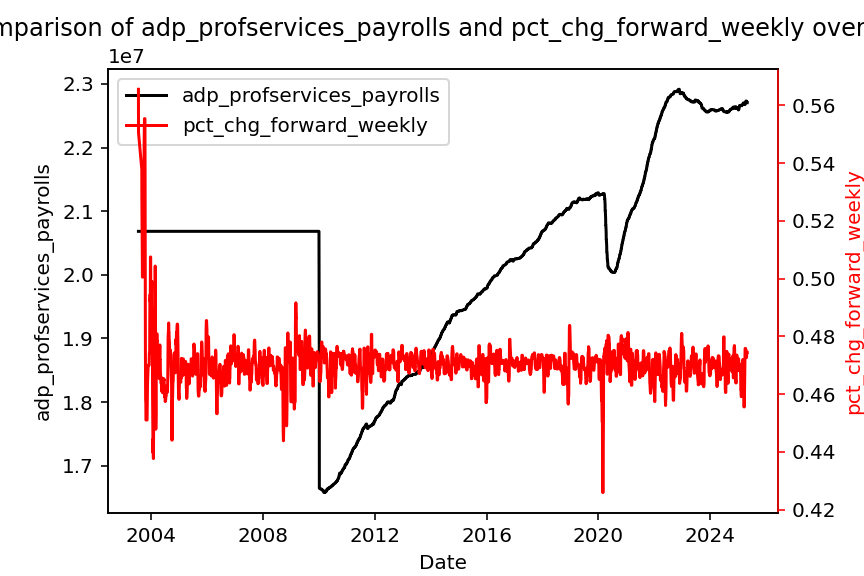 mparison of adp_profservices_payrolls and pct_chg_forward_weekly over
1e7
adp_profservices_payrolls
pct_chg_forward_weekly
2.3
2.2
2.1
2.0
1.9
1.8
1.7
adp_profservices_payrolls
0.56
0.54
0.52
0.50
0.48
0.46
0.44
0.42
pct_chg_forward_weekly
2004 2008 2012 2016 2020 2024
Date